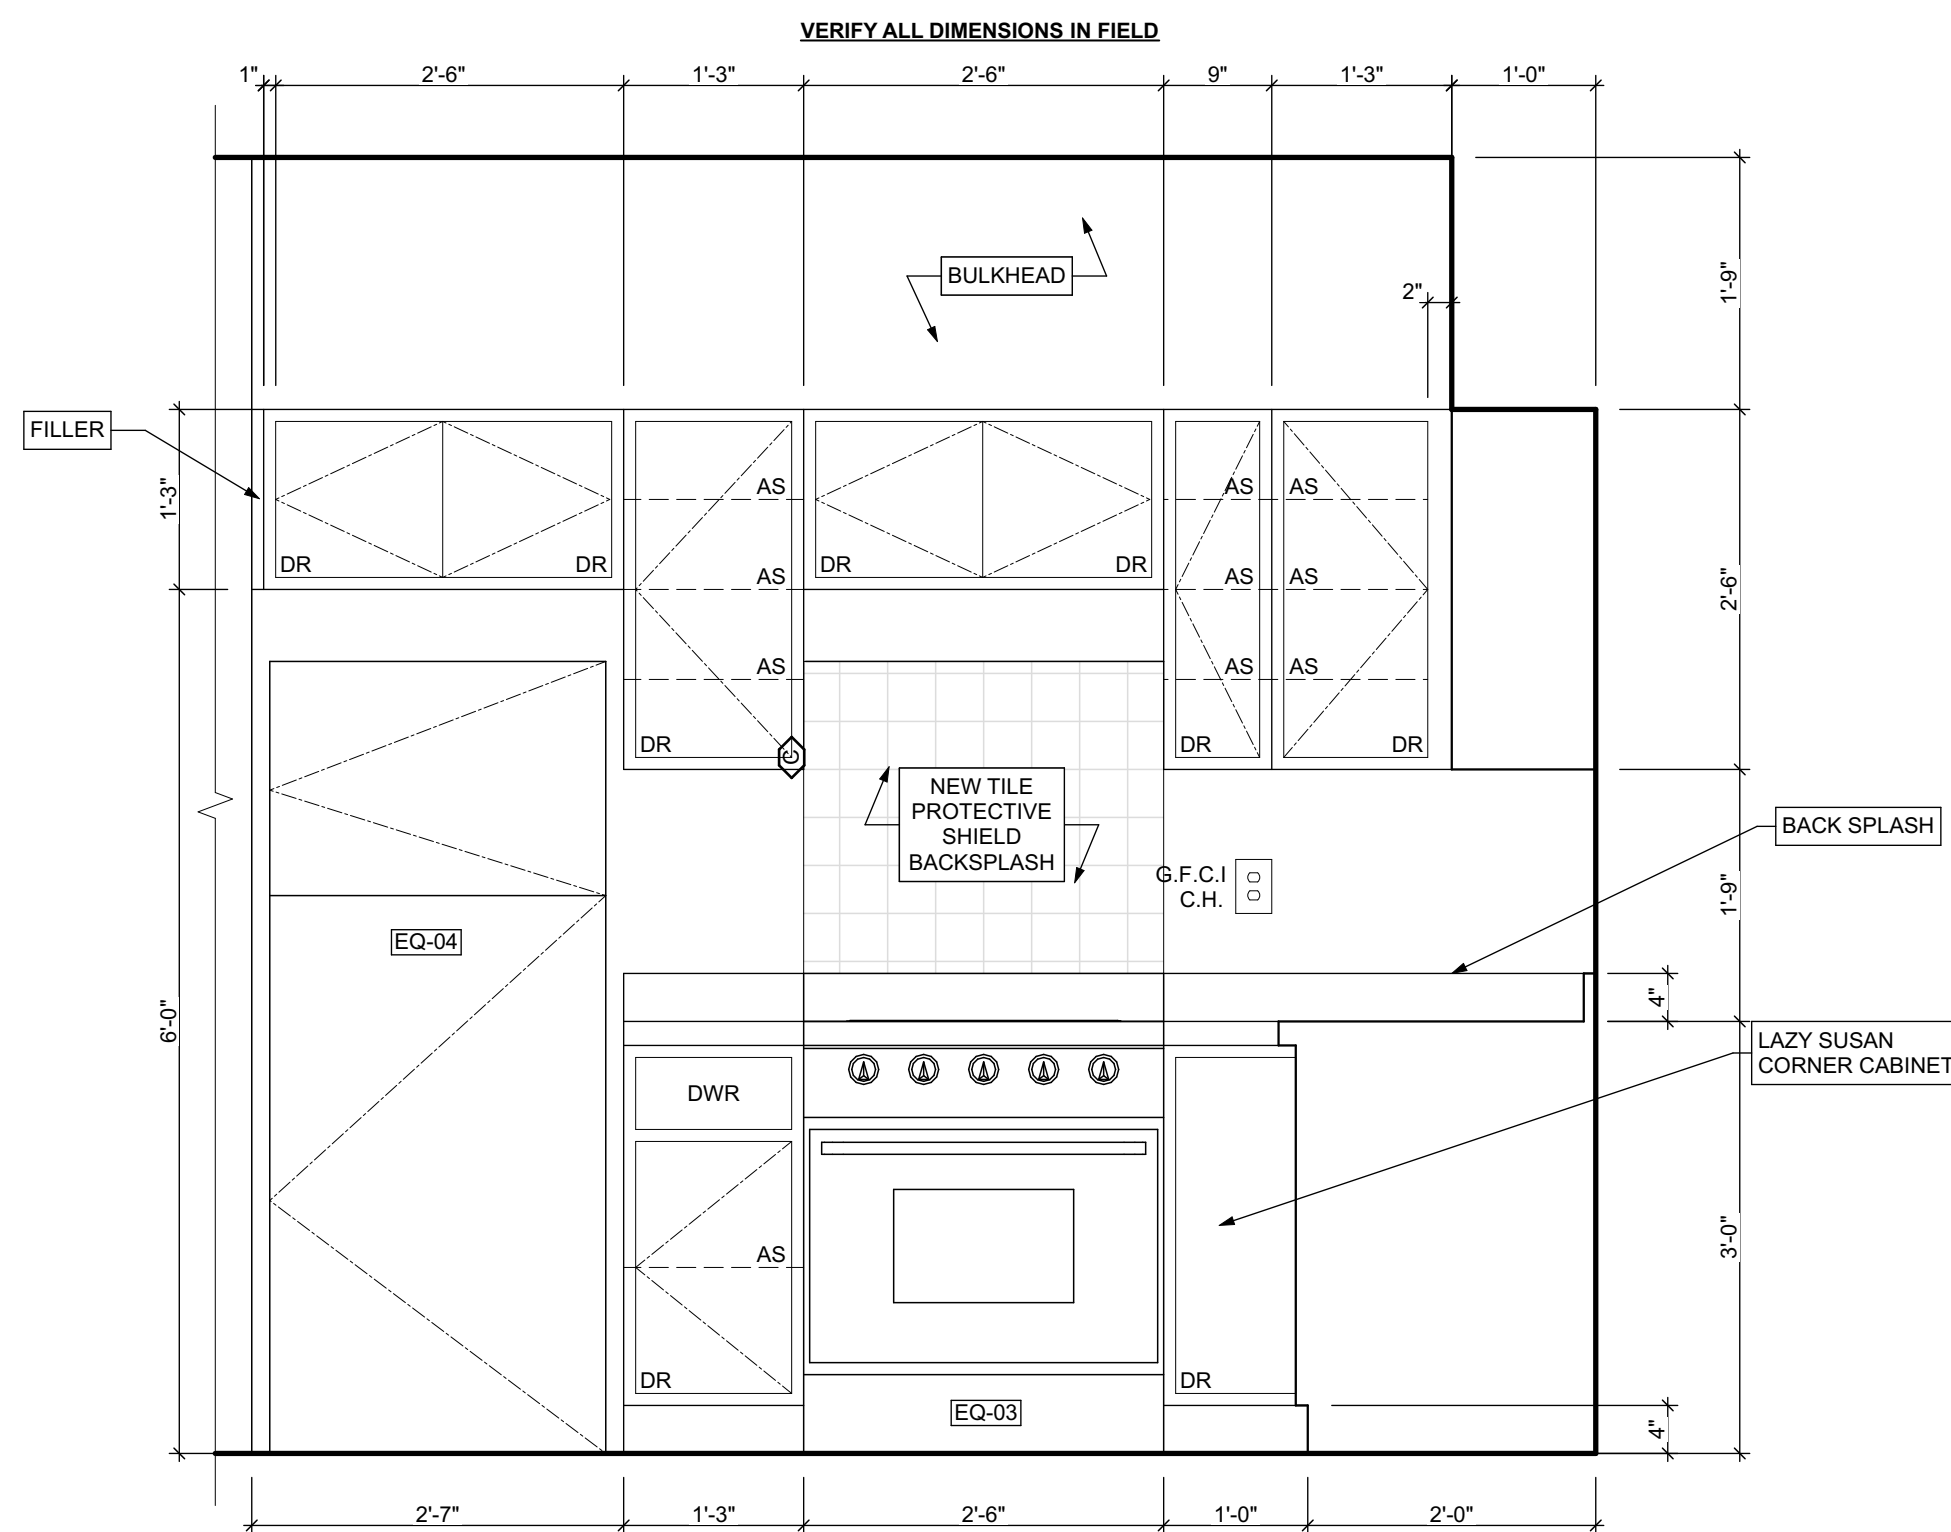 VERIFY ALL DIMENSIONS IN FIELD
1" 2'-6" 1'-3" 2'-6" 9" 1'-3" 1'-0"
BULKHEAD
2"
1'-9"
FILLER
1'-3"
AS AS AS
DR DR DR DR
AS AS AS
2'-6"
AS AS AS
DR DR DR
C
NEW TILE
PROTECTIVE
SHIELD
BACKSPLASH
BACK SPLASH
G.F.C.I
C.H.
1'-9"
EQ-04
6'-0"
4"
LAZY SUSAN
CORNER CABINET
DWR
3'-0"
AS
DR DR
EQ-03
4"
2'-7" 1'-3" 2'-6" 1'-0" 2'-0"